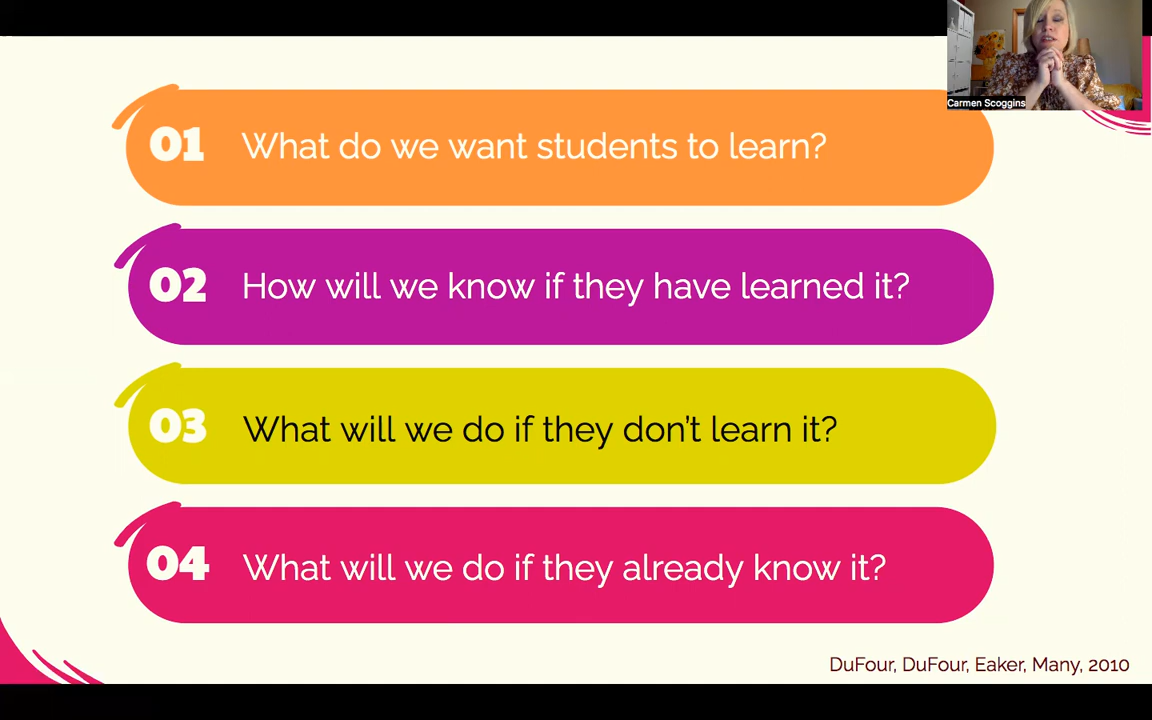 Carmen Scoggins
01 What do we want students to learn?
02 How will we know if they have learned it?
03 What will we do if they don't learn it?
04 What will we do if they already know it?
DuFour, DuFour, Eaker, Many, 2010